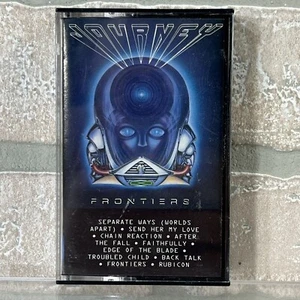 JOURNEY
FRONTIERS
SEPARATE WAYS (WORLDS
APART) • SEND HER MY LOVE
• CHAIN REACTION • AFTER
THE FALL • FAITHFULLY •
EDGE OF THE BLADE •
TROUBLED CHILD • BACK TALK
• FRONTIERS • RUBICON